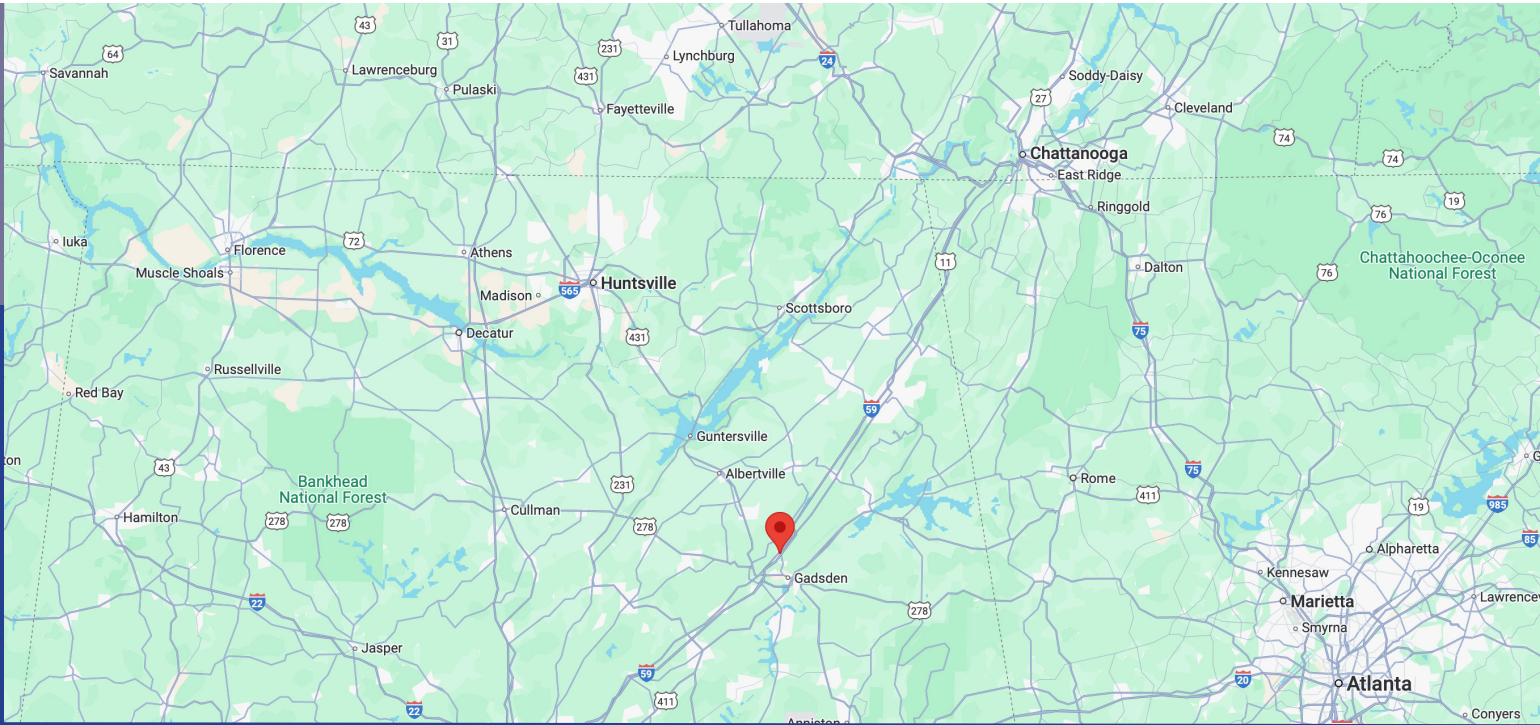 43
Tullahoma
31
64
231
Lynchburg
24
Savannah
Lawrenceburg
431
Soddy-Daisy
Pulaski
27
Fayetteville
Cleveland
74
Chattanooga
74
East Ridge
19
Ringgold
76
Iuka
72
Florence
Athens
11
Chattahoochee-Oconee
National Forest
Muscle Shoals
Dalton
76
Huntsville
565
Madison
Scottsboro
Decatur
431
75
Russellville
Red Bay
59
Guntersville
ton
43
Albertville
75
Rome
Bankhead
National Forest
231
411
G
985
19
Cullman
Hamilton
278
278
278
85
Alpharetta
Kennesaw
Gadsden
Marietta
Lawrence
22
278
Smyrna
Jasper
59
20
Atlanta
411
22
Conyers
Anniston